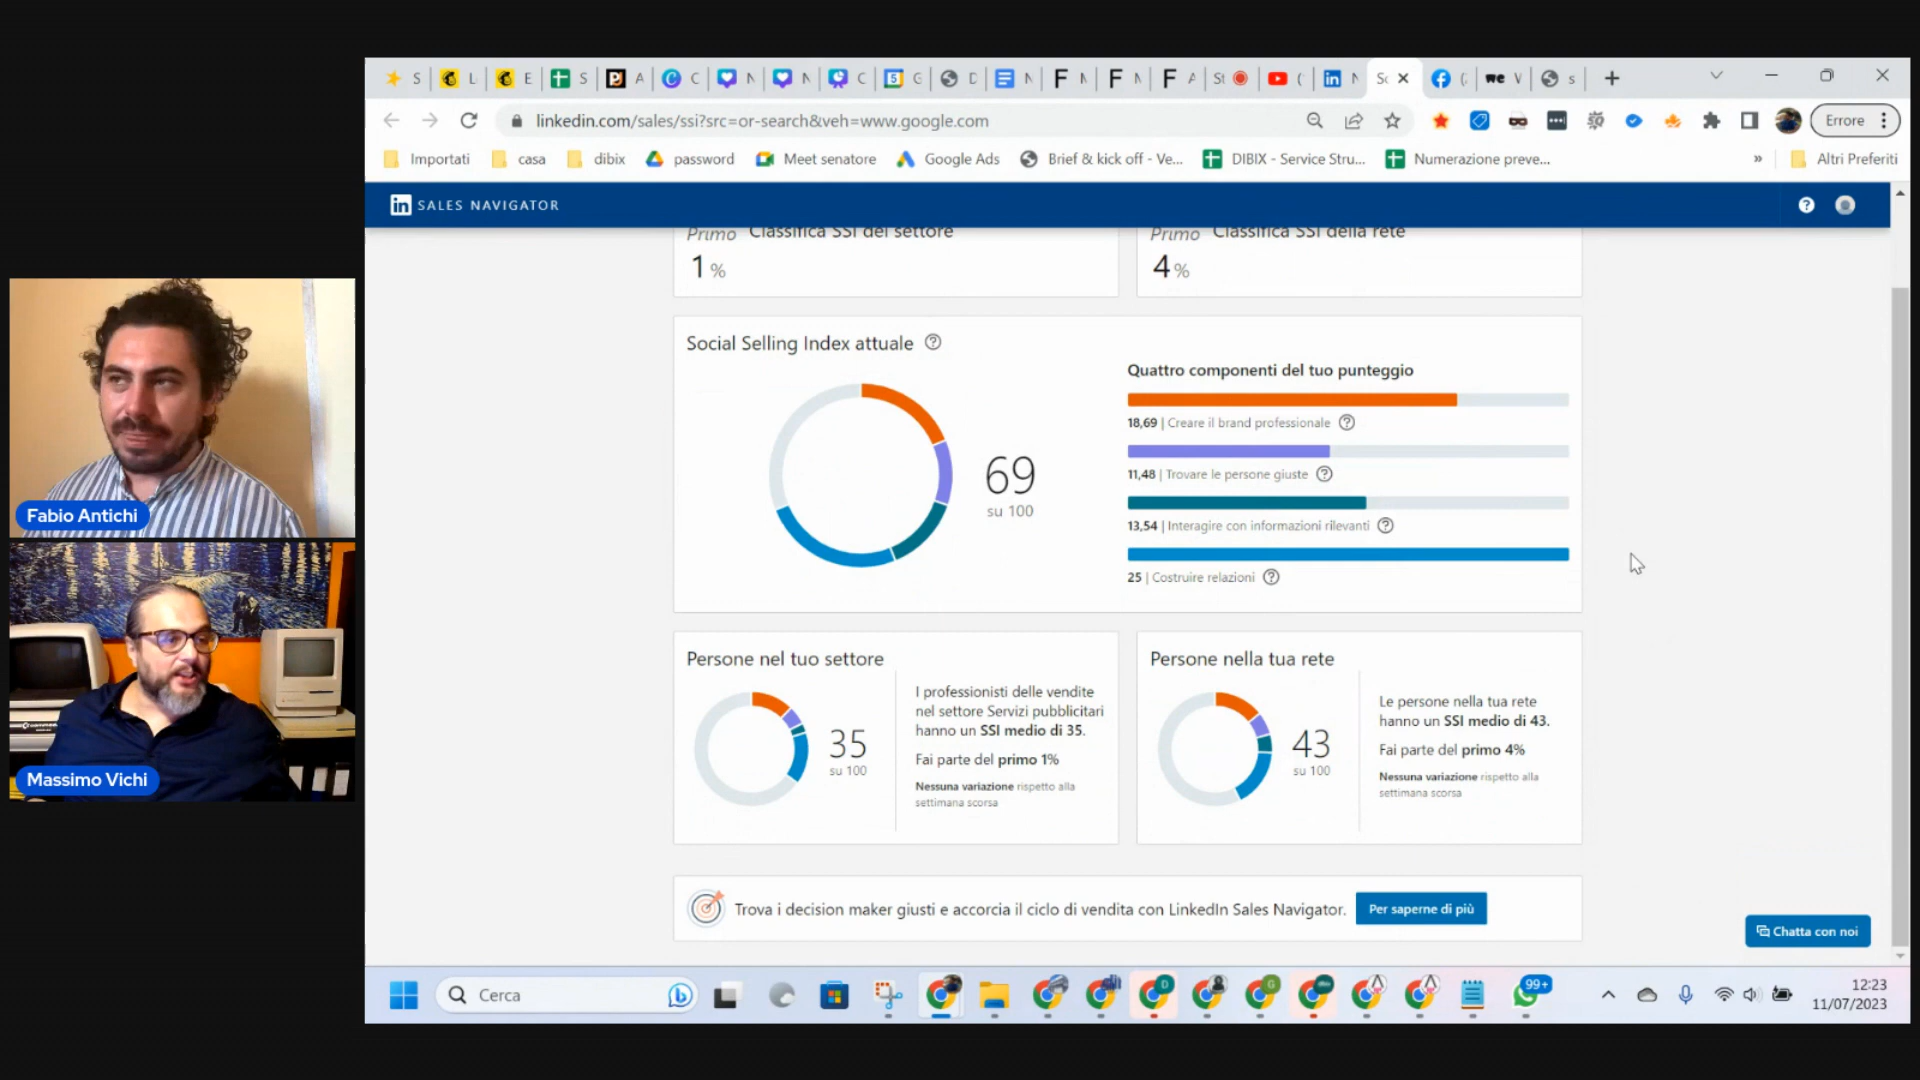 S L E S A C N N C G D N F N F N F A St ( N Sc ( V s
linkedin.com/sales/ssi?src=or-search&veh=www.google.com
Errore
Importati casa dibix password Meet senatore Google Ads Brief & kick off - Ve... DIBIX - Service Stru... Numerazione preve... » Altri Preferiti
in SALES NAVIGATOR
Primo Classifica SSI del settore
1 %
Primo Classifica SSI della rete
4 %
Social Selling Index attuale
69
su 100
Quattro componenti del tuo punteggio
18,69 | Creare il brand professionale
11,48 | Trovare le persone giuste
13,54 | Interagire con informazioni rilevanti
25 | Costruire relazioni
Persone nel tuo settore
35
su 100
I professionisti delle vendite
nel settore Servizi pubblicitari
hanno un SSI medio di 35.
Fai parte del primo 1%
Nessuna variazione rispetto alla
settimana scorsa
Persone nella tua rete
43
su 100
Le persone nella tua rete
hanno un SSI medio di 43.
Fai parte del primo 4%
Nessuna variazione rispetto alla
settimana scorsa
Trova i decision maker giusti e accorcia il ciclo di vendita con LinkedIn Sales Navigator.
Per saperne di più
Chatta con noi
Fabio Antichi
Massimo Vichi
Cerca
99+
12:23
11/07/2023